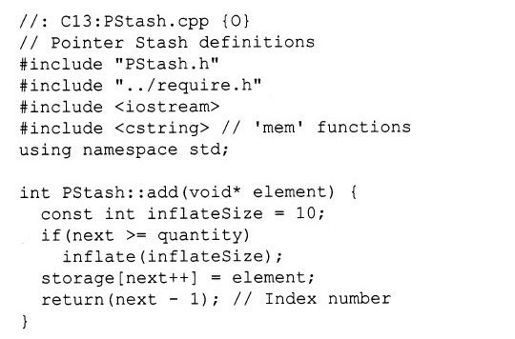 //: C13:PStash.cpp {O}
// Pointer Stash definitions
#include "PStash.h"
#include "../require.h"
#include <iostream>
#include <cstring> // 'mem' functions
using namespace std;

int PStash::add(void* element) {
  const int inflateSize = 10;
  if(next >= quantity)
    inflate(inflateSize);
  storage[next++] = element;
  return(next - 1); // Index number
}